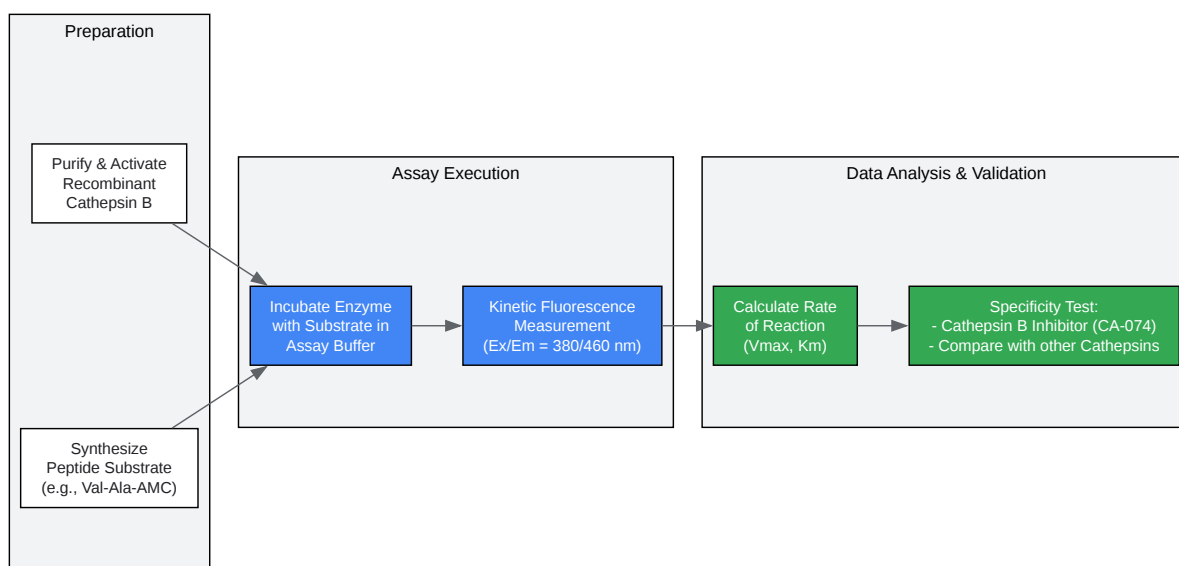 Preparation
Purify & Activate
Recombinant
Cathepsin B
Synthesize
Peptide Substrate
(e.g., Val-Ala-AMC)
Assay Execution
Incubate Enzyme
with Substrate in
Assay Buffer
Kinetic Fluorescence
Measurement
(Ex/Em = 380/460 nm)
Data Analysis & Validation
Calculate Rate
of Reaction
(Vmax, Km)
Specificity Test:
- Cathepsin B Inhibitor (CA-074)
- Compare with other Cathepsins